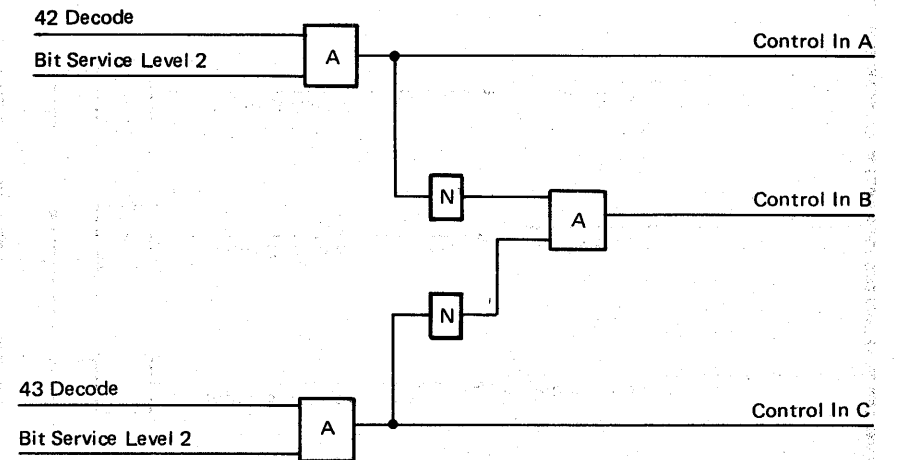 42 Decode
Bit Service Level 2
A
Control In A
N
Control In B
A
N
43 Decode
Bit Service Level 2
A
Control In C